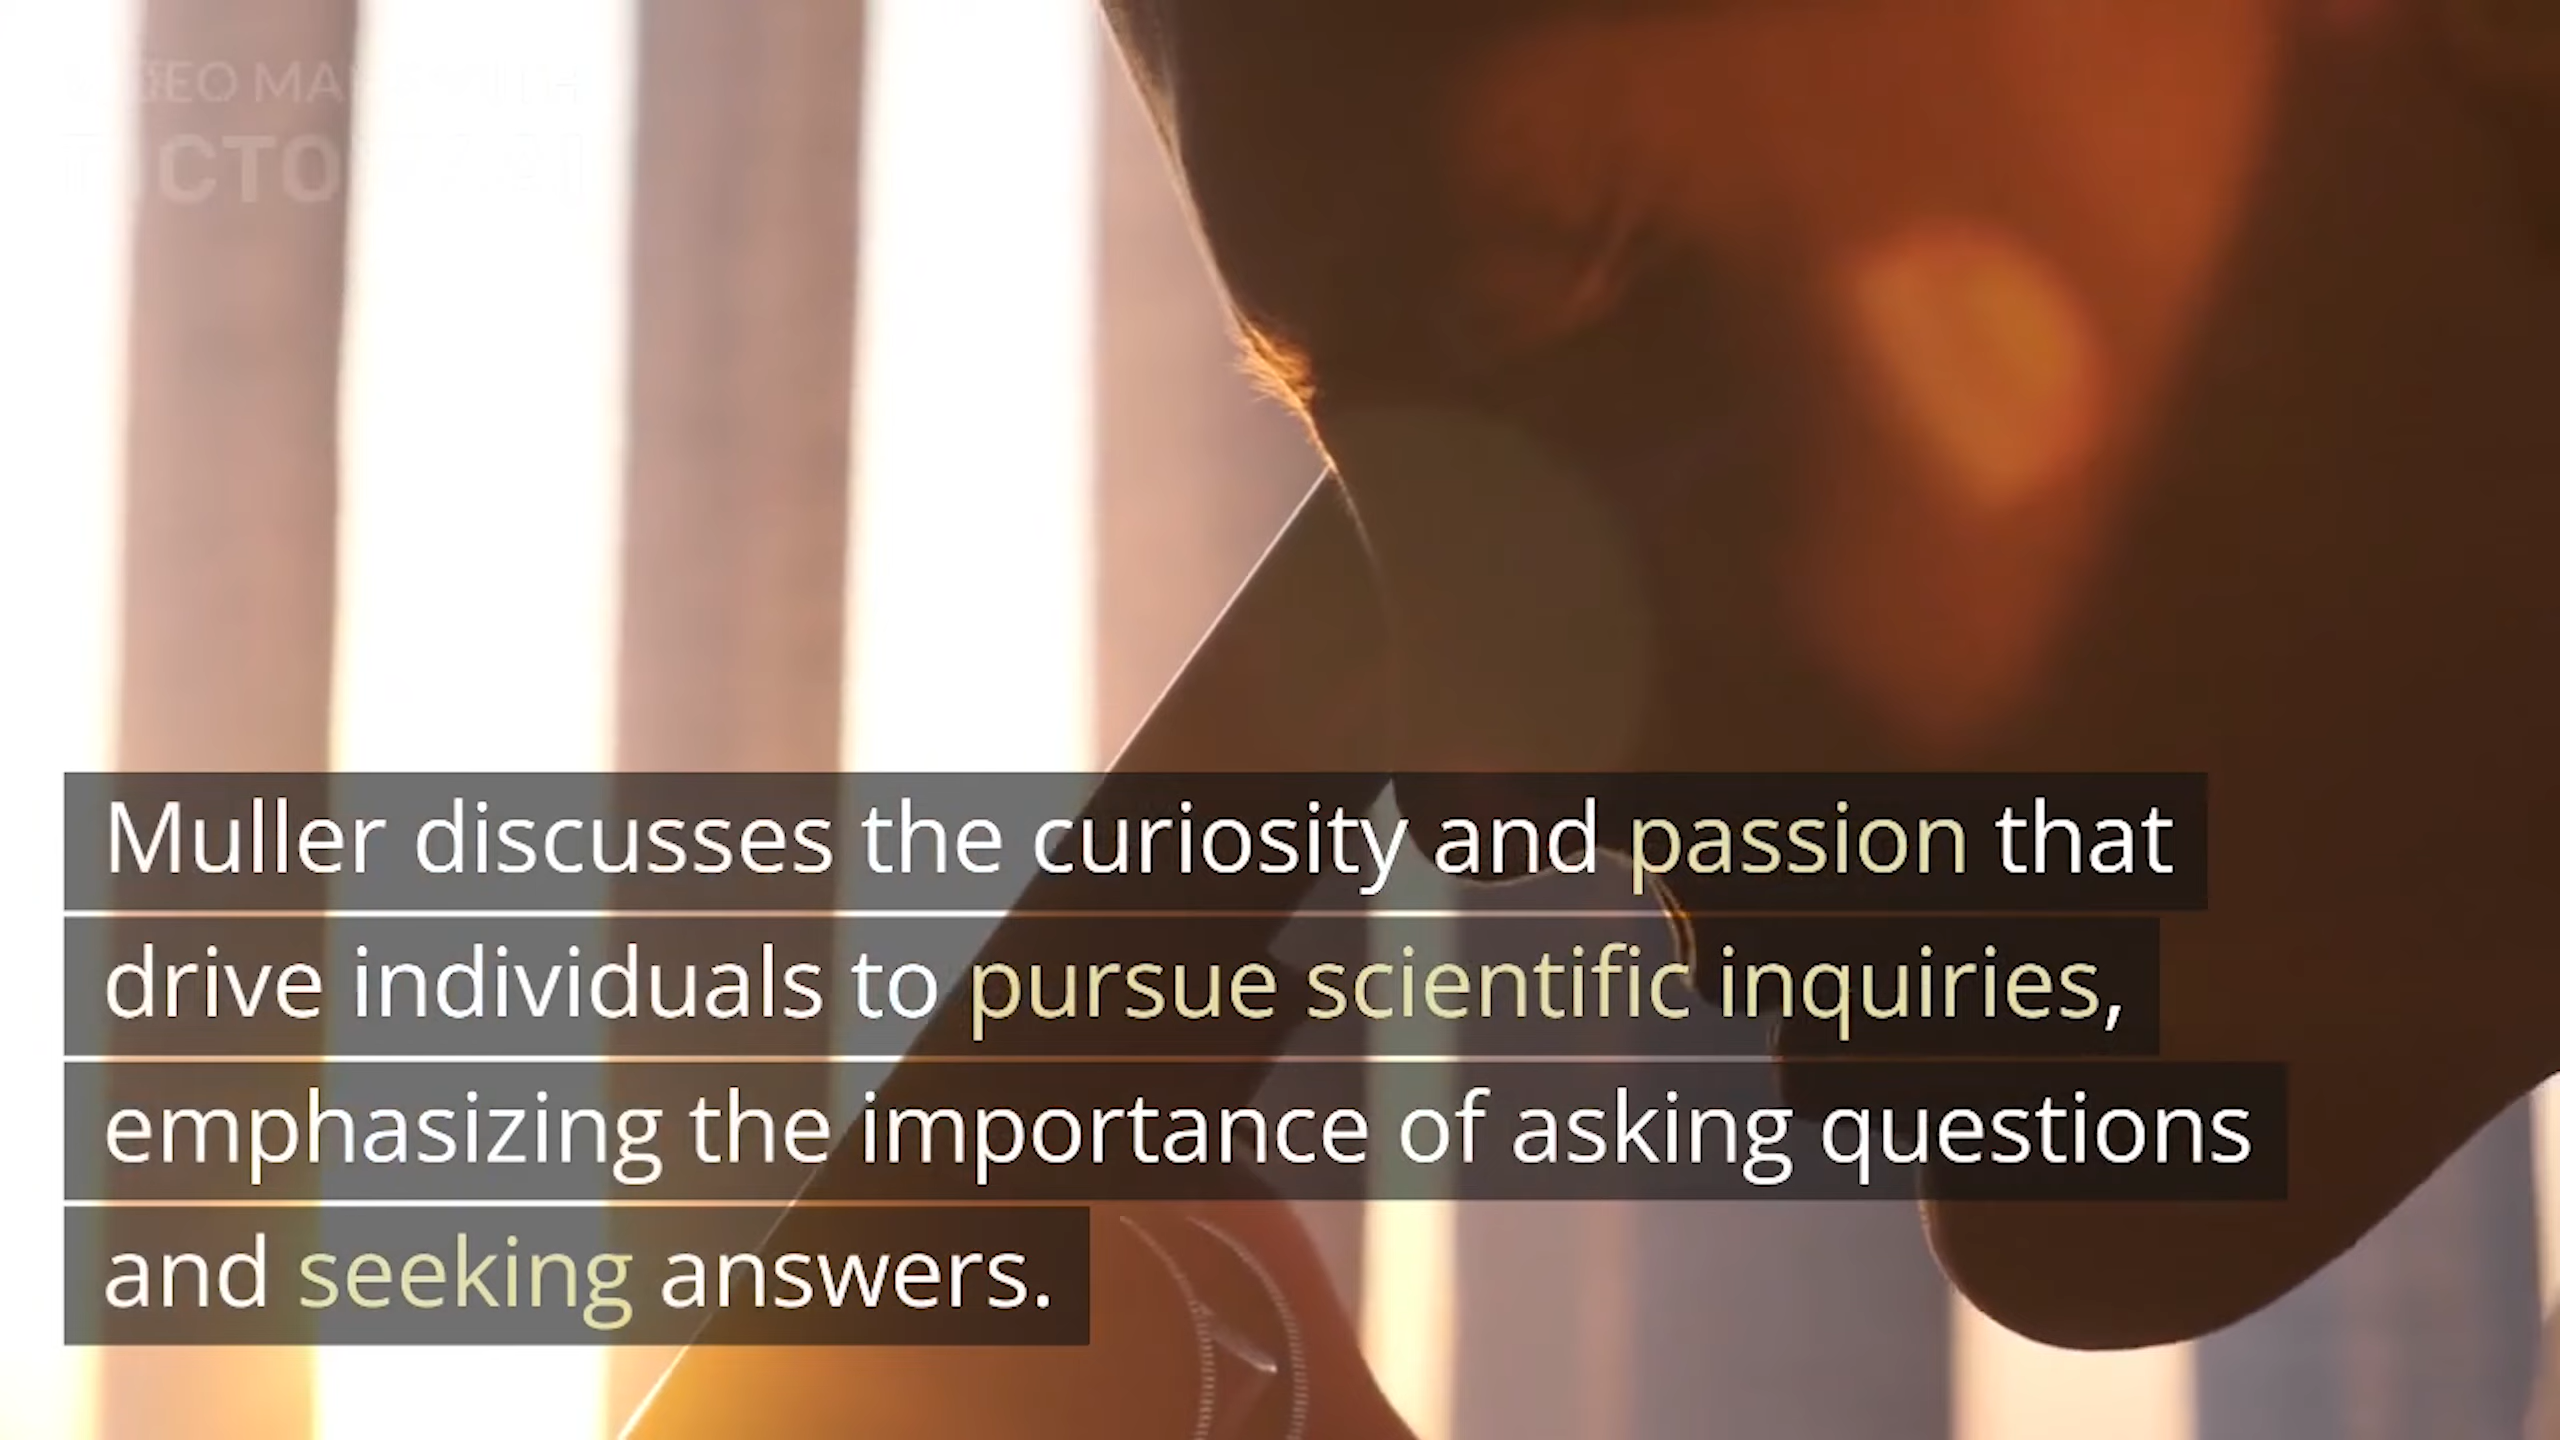 Muller discusses the curiosity and passion that
drive individuals to pursue scientific inquiries,
emphasizing the importance of asking questions
and seeking answers.